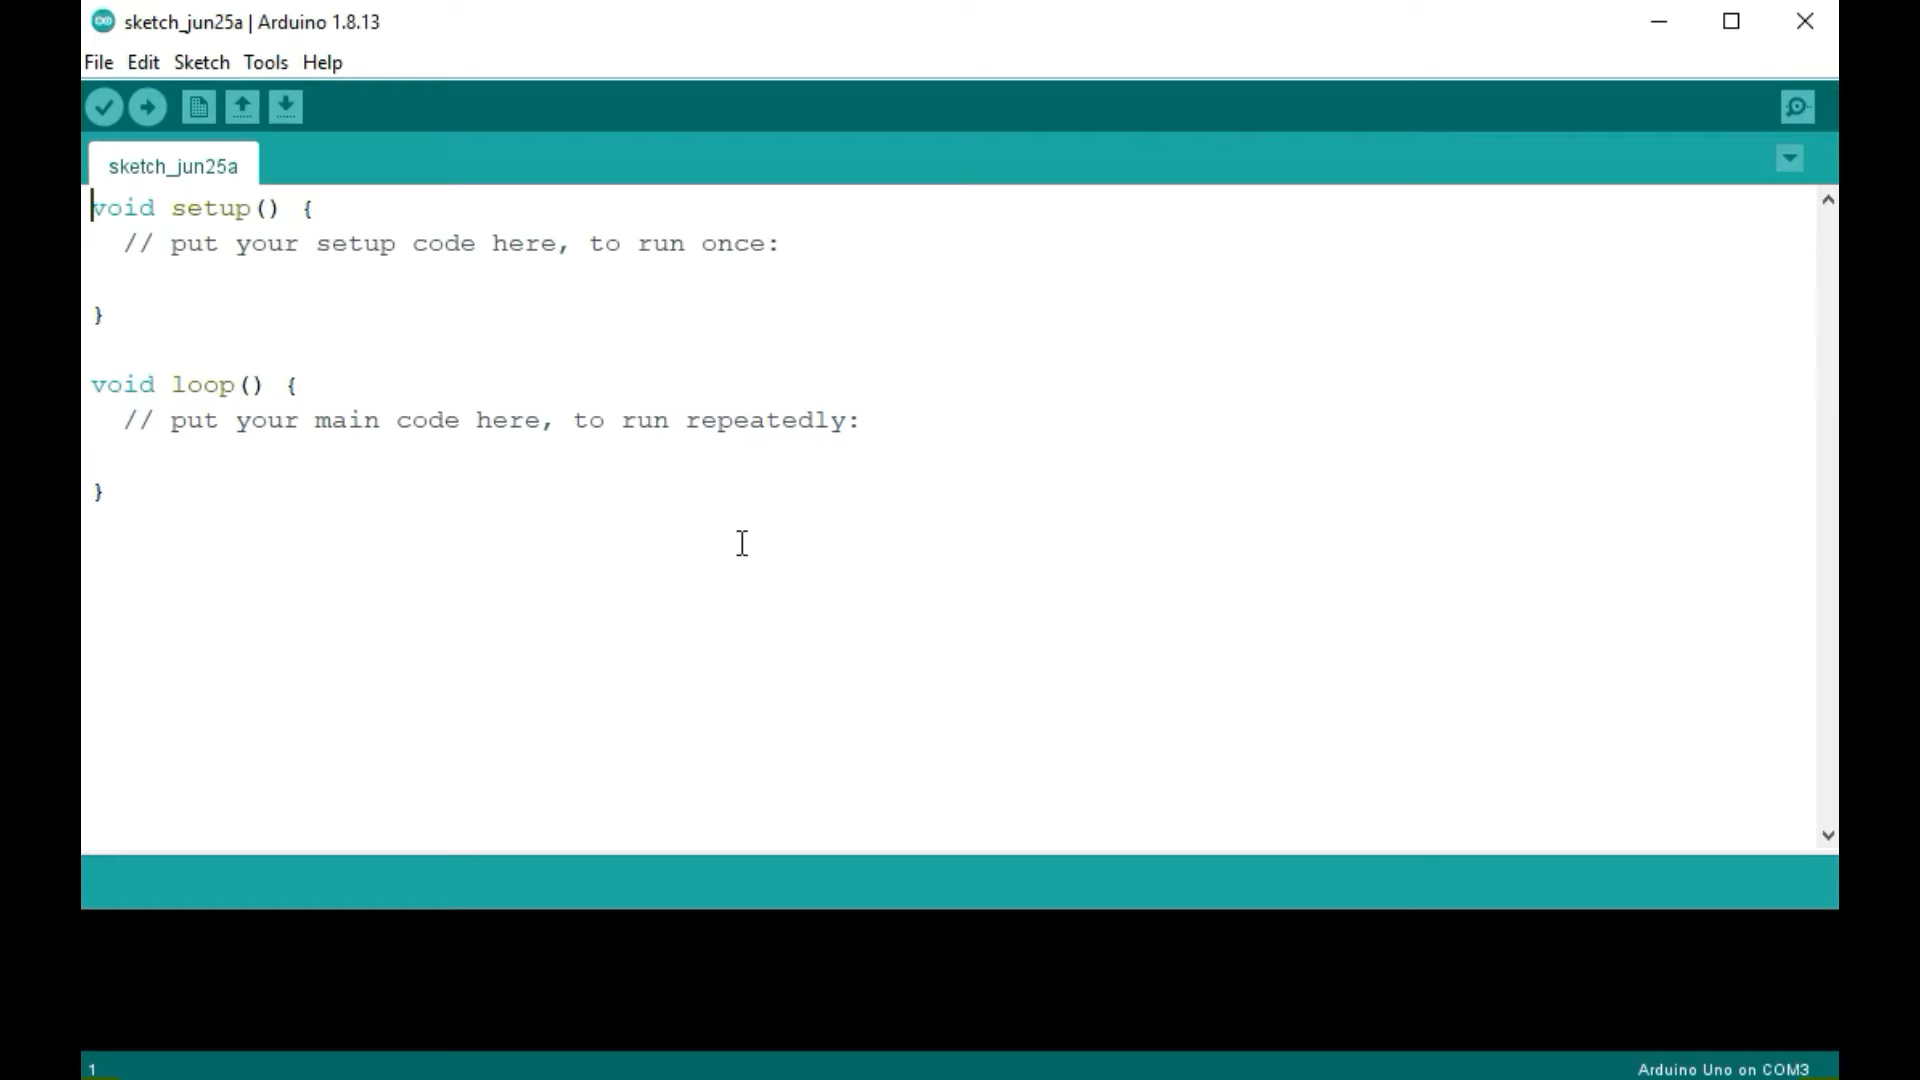 sketch_jun25a | Arduino 1.8.13
File Edit Sketch Tools Help
sketch_jun25a
void setup() {
  // put your setup code here, to run once:
}
void loop() {
  // put your main code here, to run repeatedly:
}
1
Arduino Uno on COM3